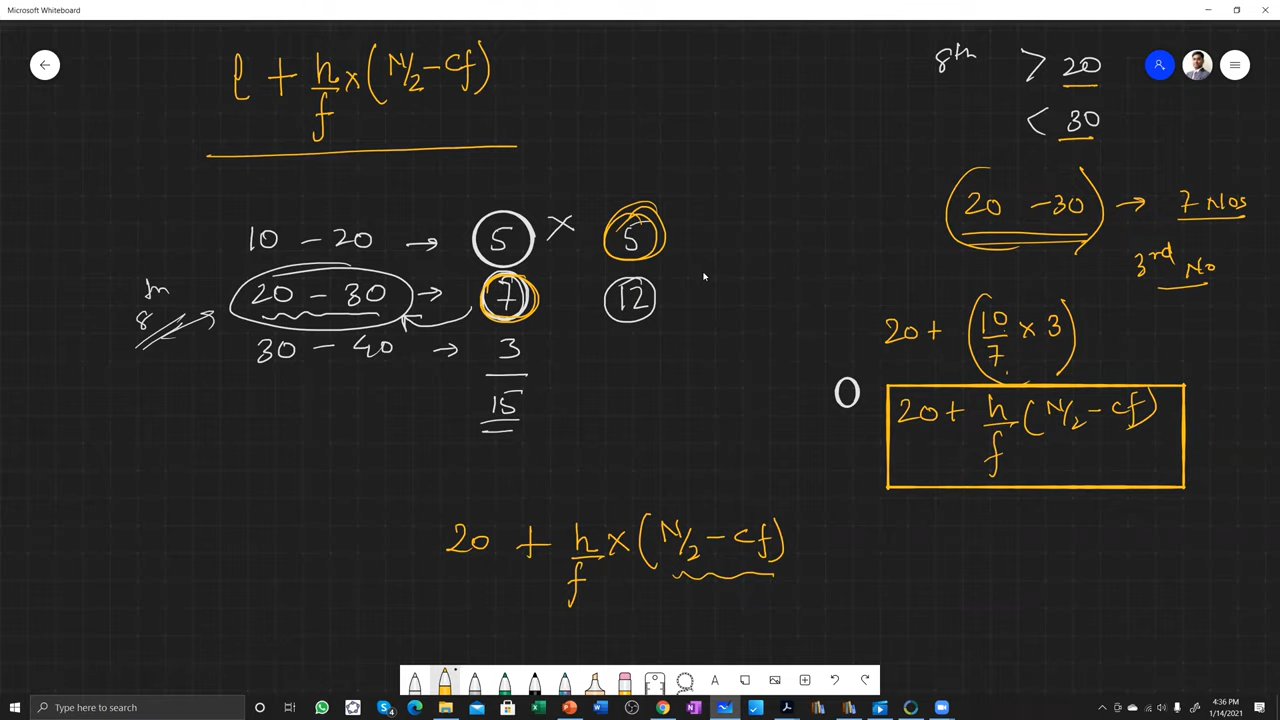 Microsoft Whiteboard
l + h/f × (N/2 - Cf)
8th > 20
< 30
10 - 20 → 5 × 5
20 - 30 → 7 12
8
30 - 40 → 3
15
(20 - 30) → 7 Nos
3rd No
20 + (10/7 × 3)
0
20 + h/f (N/2 - cf)
20 + h/f × (N/2 - cf)
Type here to search
4:36 PM
1/14/2021